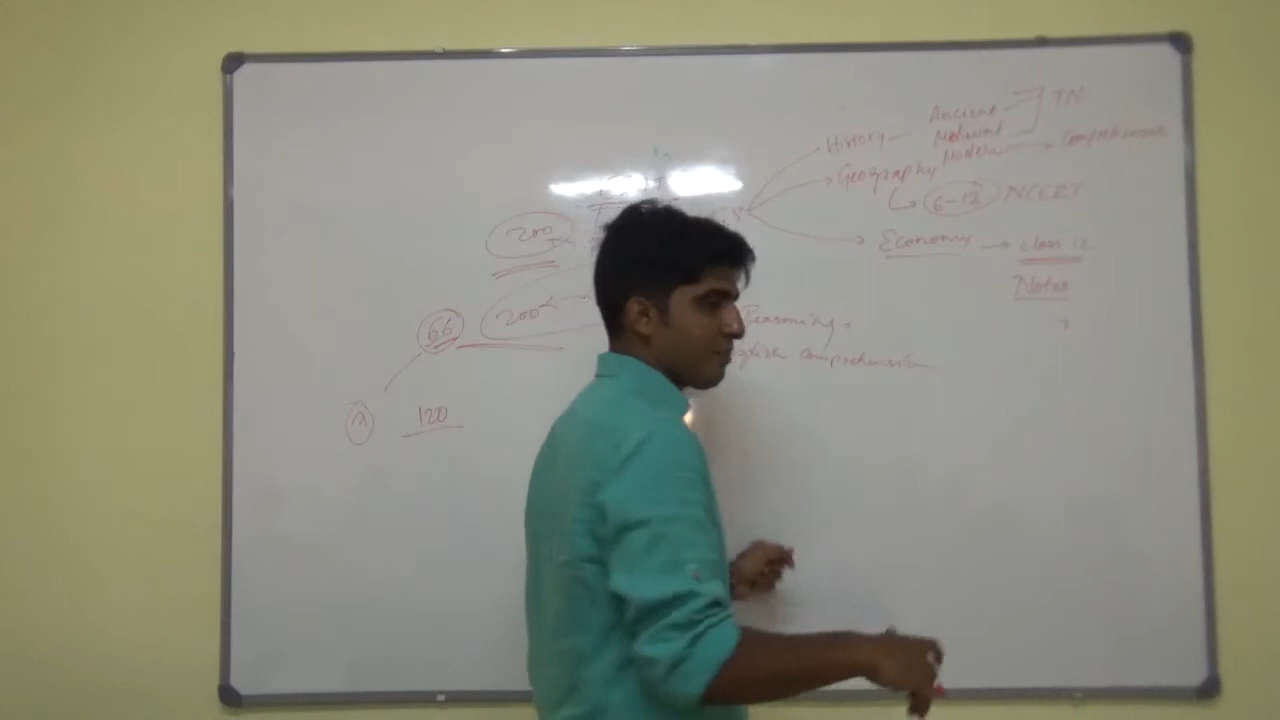 Ancient TN
History Medieval
Modern Comprehensive
Geography
6-12 NCERT
200
Economy → class 12
Notes
66 200
Reasoning,
comprehension
120